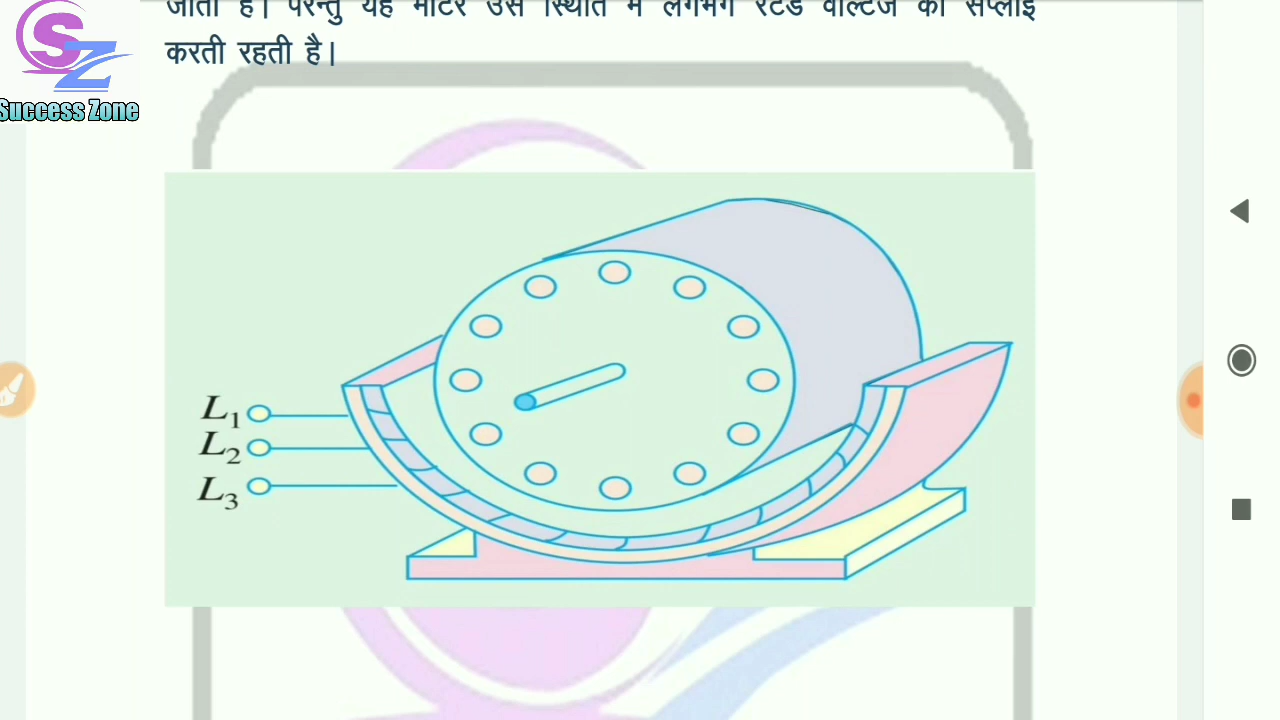 जाता है। परन्तु यह मोटर उस स्थिति में लगभग रेटेड वोल्टेज की सप्लाई
करती रहती है।
SZ
Success Zone
L1
L2
L3